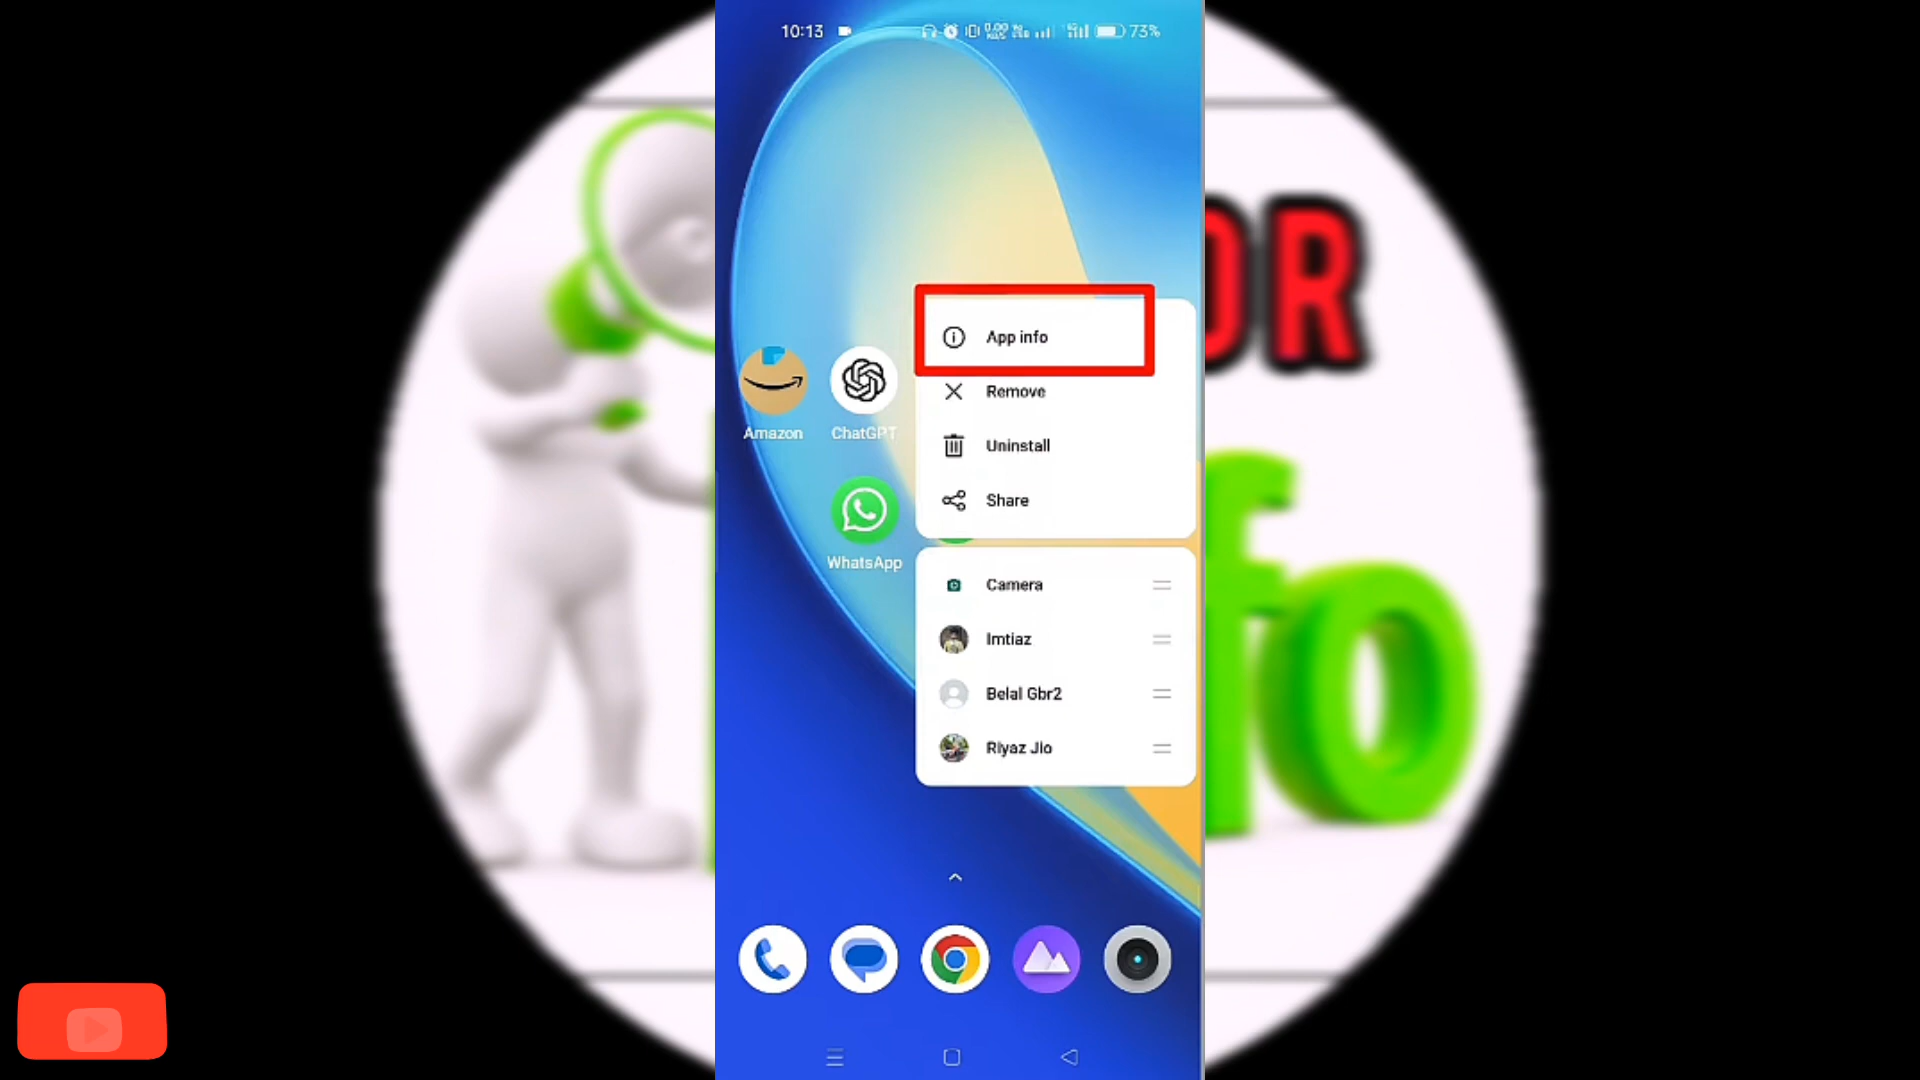 10:13
73%
OR
App info
Remove
Amazon
ChatGPT
Uninstall
Share
WhatsApp
fo
Camera
Imtiaz
Belal Gbr2
Riyaz Jio